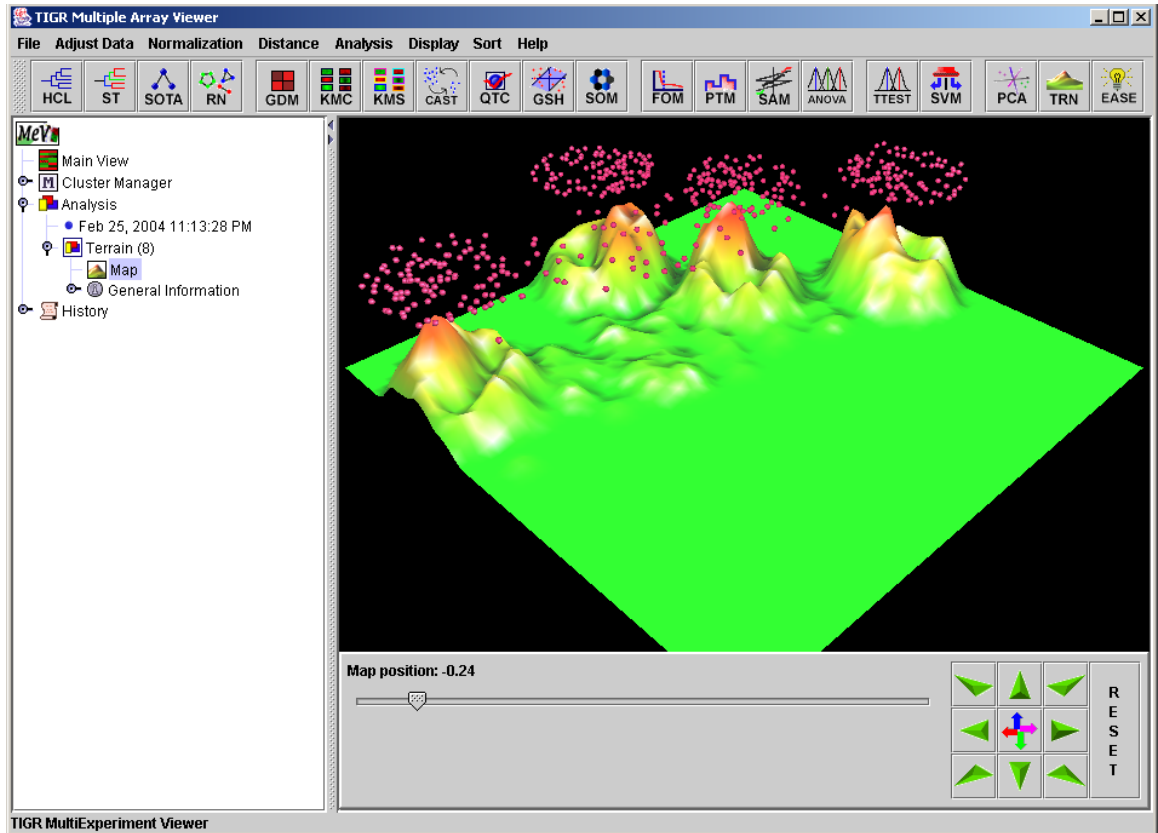 TIGR Multiple Array Viewer
File Adjust Data Normalization Distance Analysis Display Sort Help
HCL ST SOTA RN GDM KMC KMS CAST QTC GSH SOM FOM PTM SAM ANOVA TTEST SVM PCA TRN EASE
MeV
Main View
M Cluster Manager
Analysis
Feb 25, 2004 11:13:28 PM
Terrain (8)
Map
General Information
History
Map position: -0.24
R
E
S
E
T
TIGR MultiExperiment Viewer